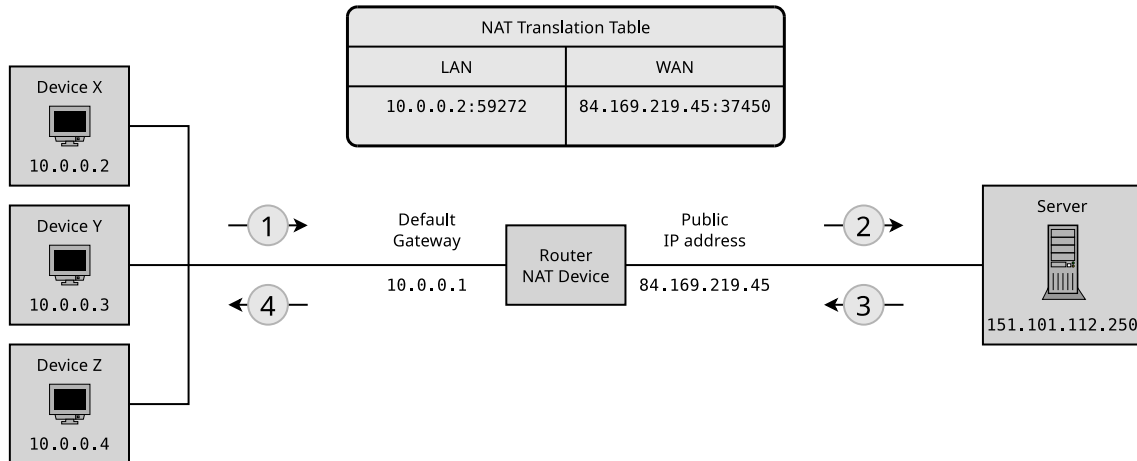 NAT Translation Table
LAN
WAN
10.0.0.2:59272
84.169.219.45:37450
Device X
10.0.0.2
Device Y
10.0.0.3
Device Z
10.0.0.4
1
4
Default
Gateway
10.0.0.1
Router
NAT Device
Public
IP address
84.169.219.45
2
3
Server
151.101.112.250